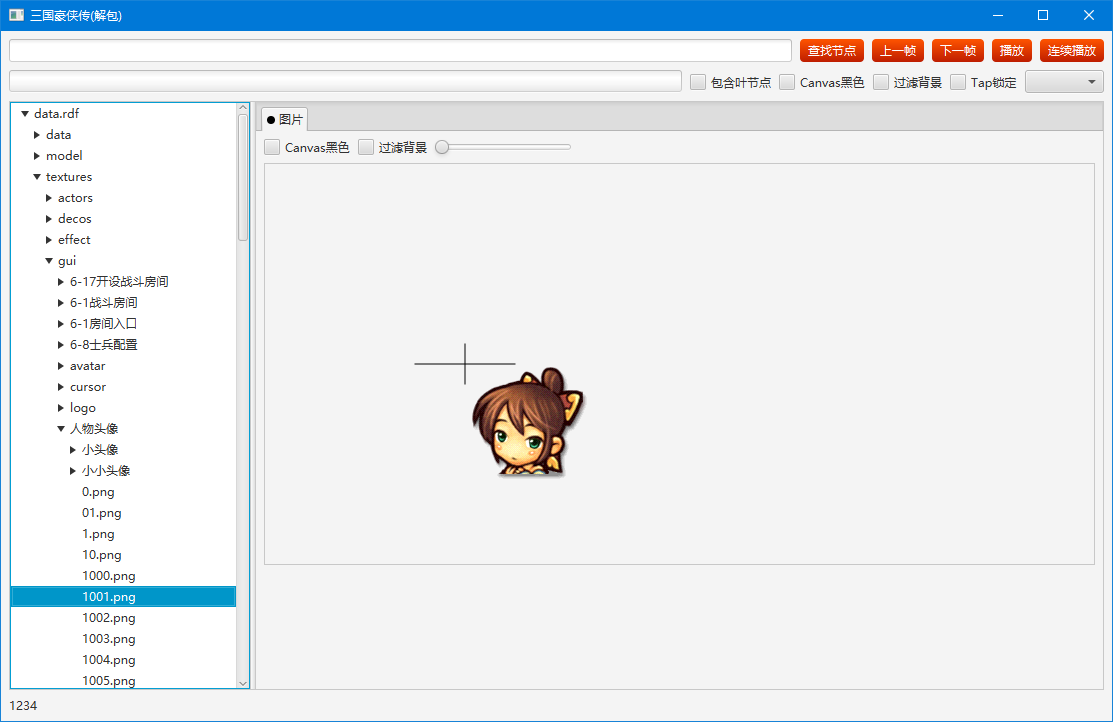 三国豪侠传(解包)
查找节点 上一帧 下一帧 播放 连续播放
包含叶节点 Canvas黑色 过滤背景 Tap锁定
data.rdf
data
model
textures
actors
decos
effect
gui
6-17开设战斗房间
6-1战斗房间
6-1房间入口
6-8士兵配置
avatar
cursor
logo
人物头像
小头像
小小头像
0.png
01.png
1.png
10.png
1000.png
1001.png
1002.png
1003.png
1004.png
1005.png
图片
Canvas黑色 过滤背景
1234